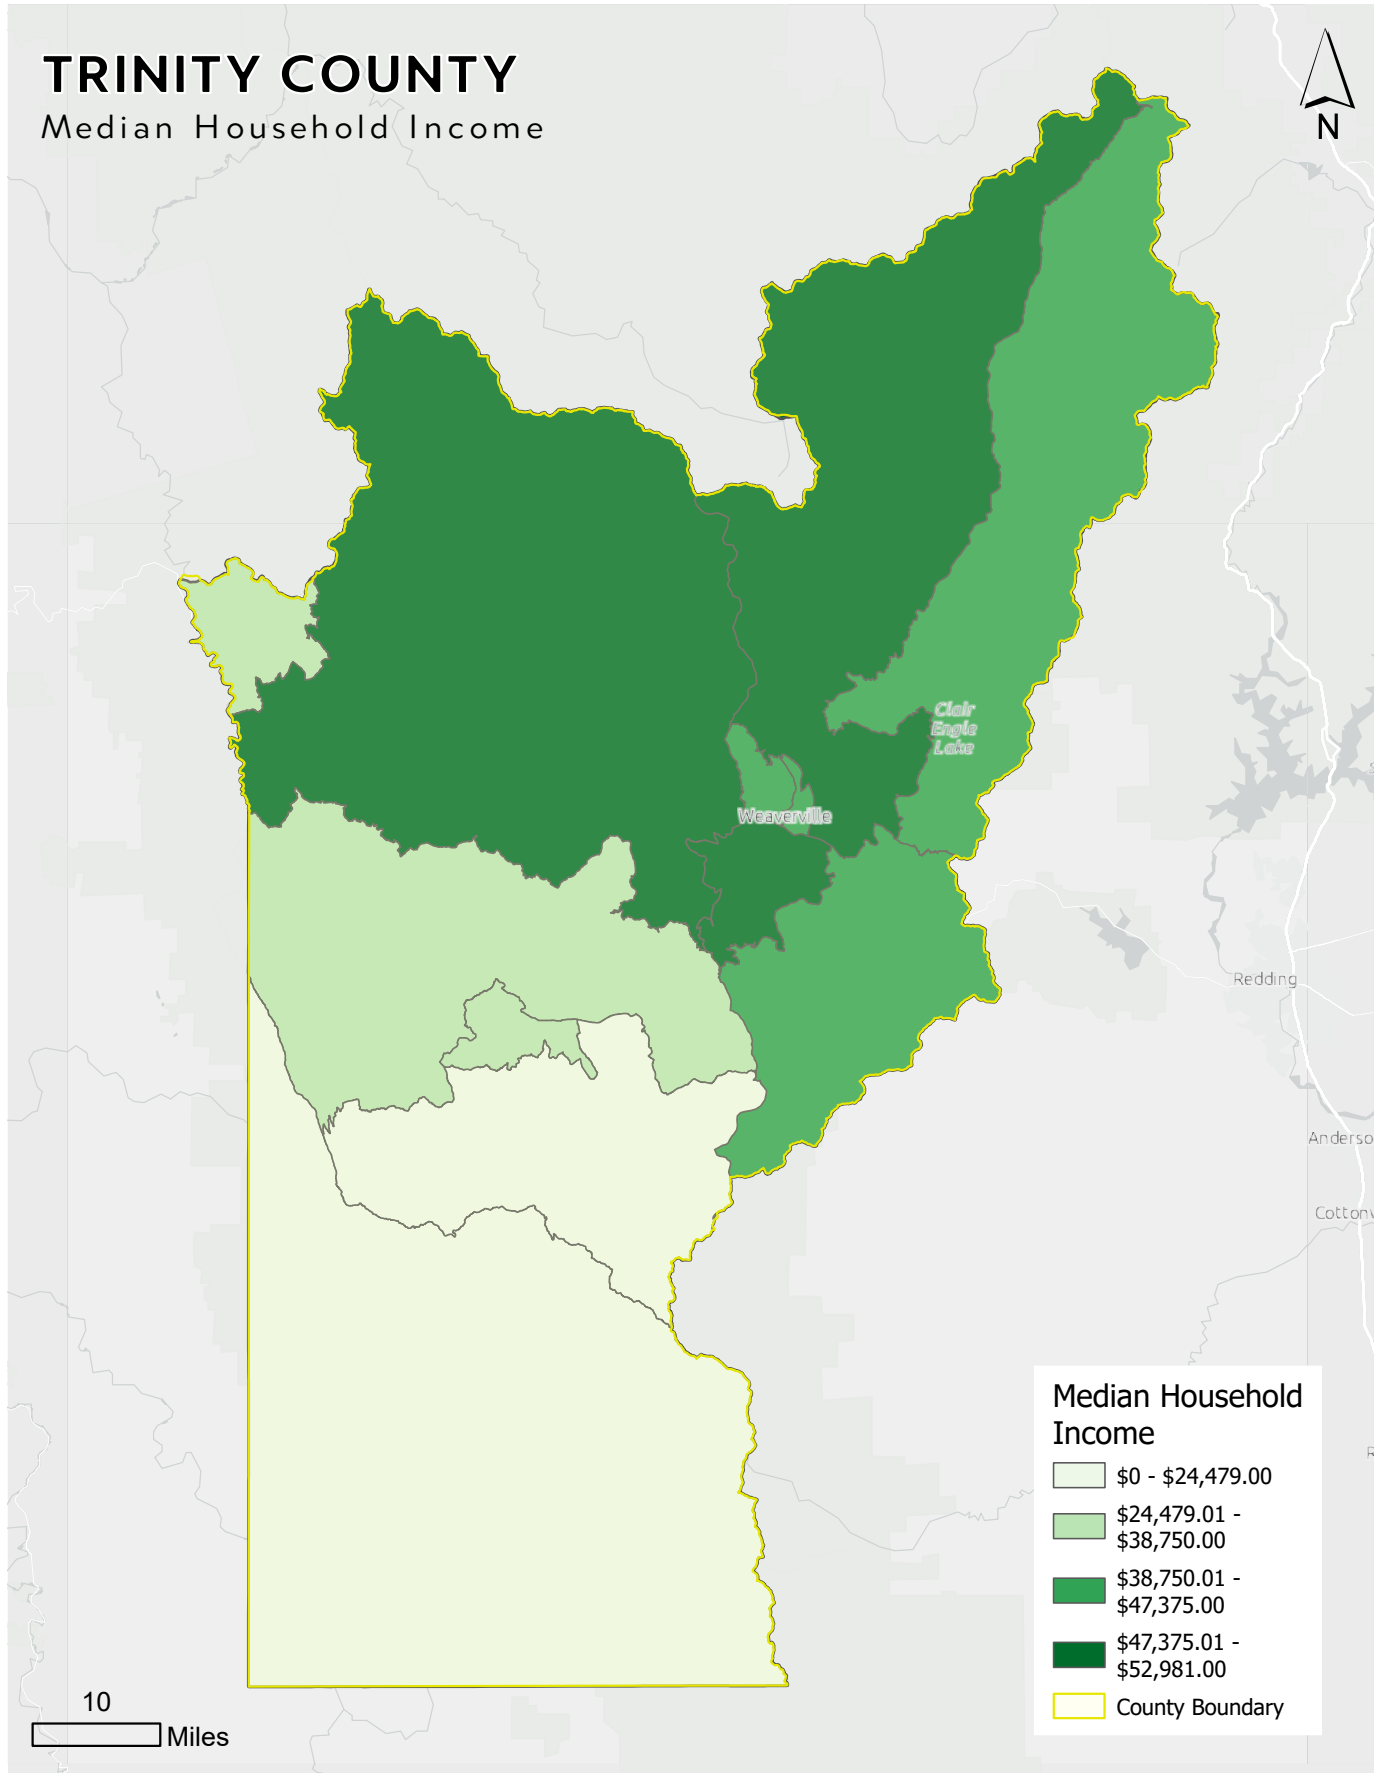 TRINITY COUNTY
Median Household Income
N
Clair
Engle
Lake
Weaverville
Redding
Anderso
Cottonw
Median Household
Income
$0 - $24,479.00
$24,479.01 -
$38,750.00
$38,750.01 -
$47,375.00
$47,375.01 -
$52,981.00
County Boundary
10
Miles